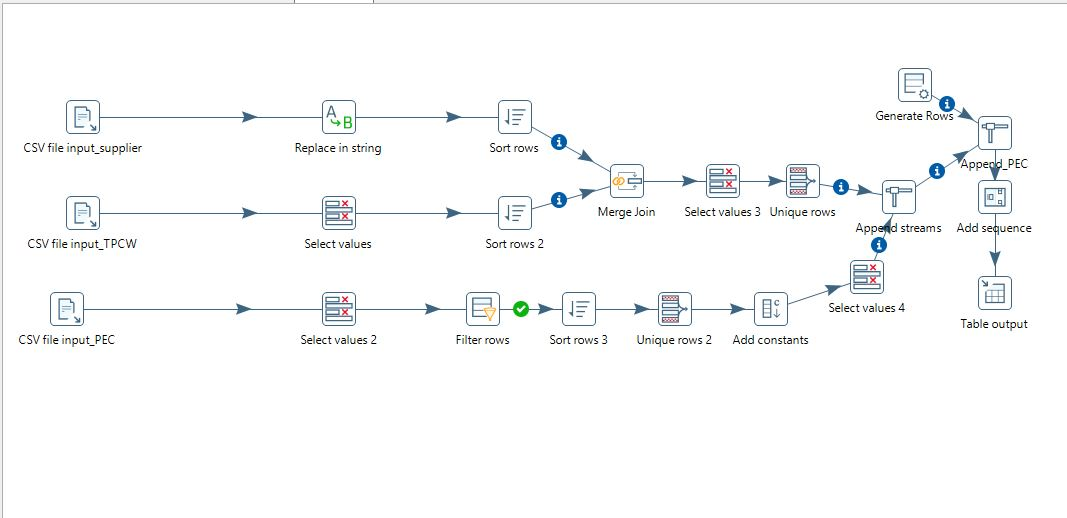 Generate Rows
CSV file input_supplier
Replace in string
Sort rows
Append_PEC
Merge Join
Select values 3
Unique rows
CSV file input_TPCW
Select values
Sort rows 2
Append streams
Add sequence
Select values 4
CSV file input_PEC
Select values 2
Filter rows
Sort rows 3
Unique rows 2
Add constants
Table output